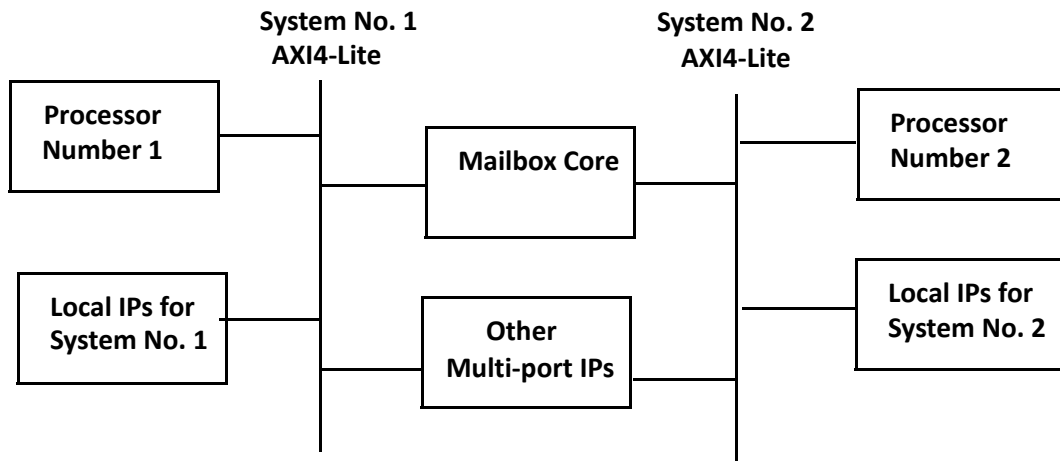 System No. 1
AXI4-Lite
System No. 2
AXI4-Lite
Processor
Number 1
Mailbox Core
Processor
Number 2
Local IPs for
System No. 1
Other
Multi-port IPs
Local IPs for
System No. 2